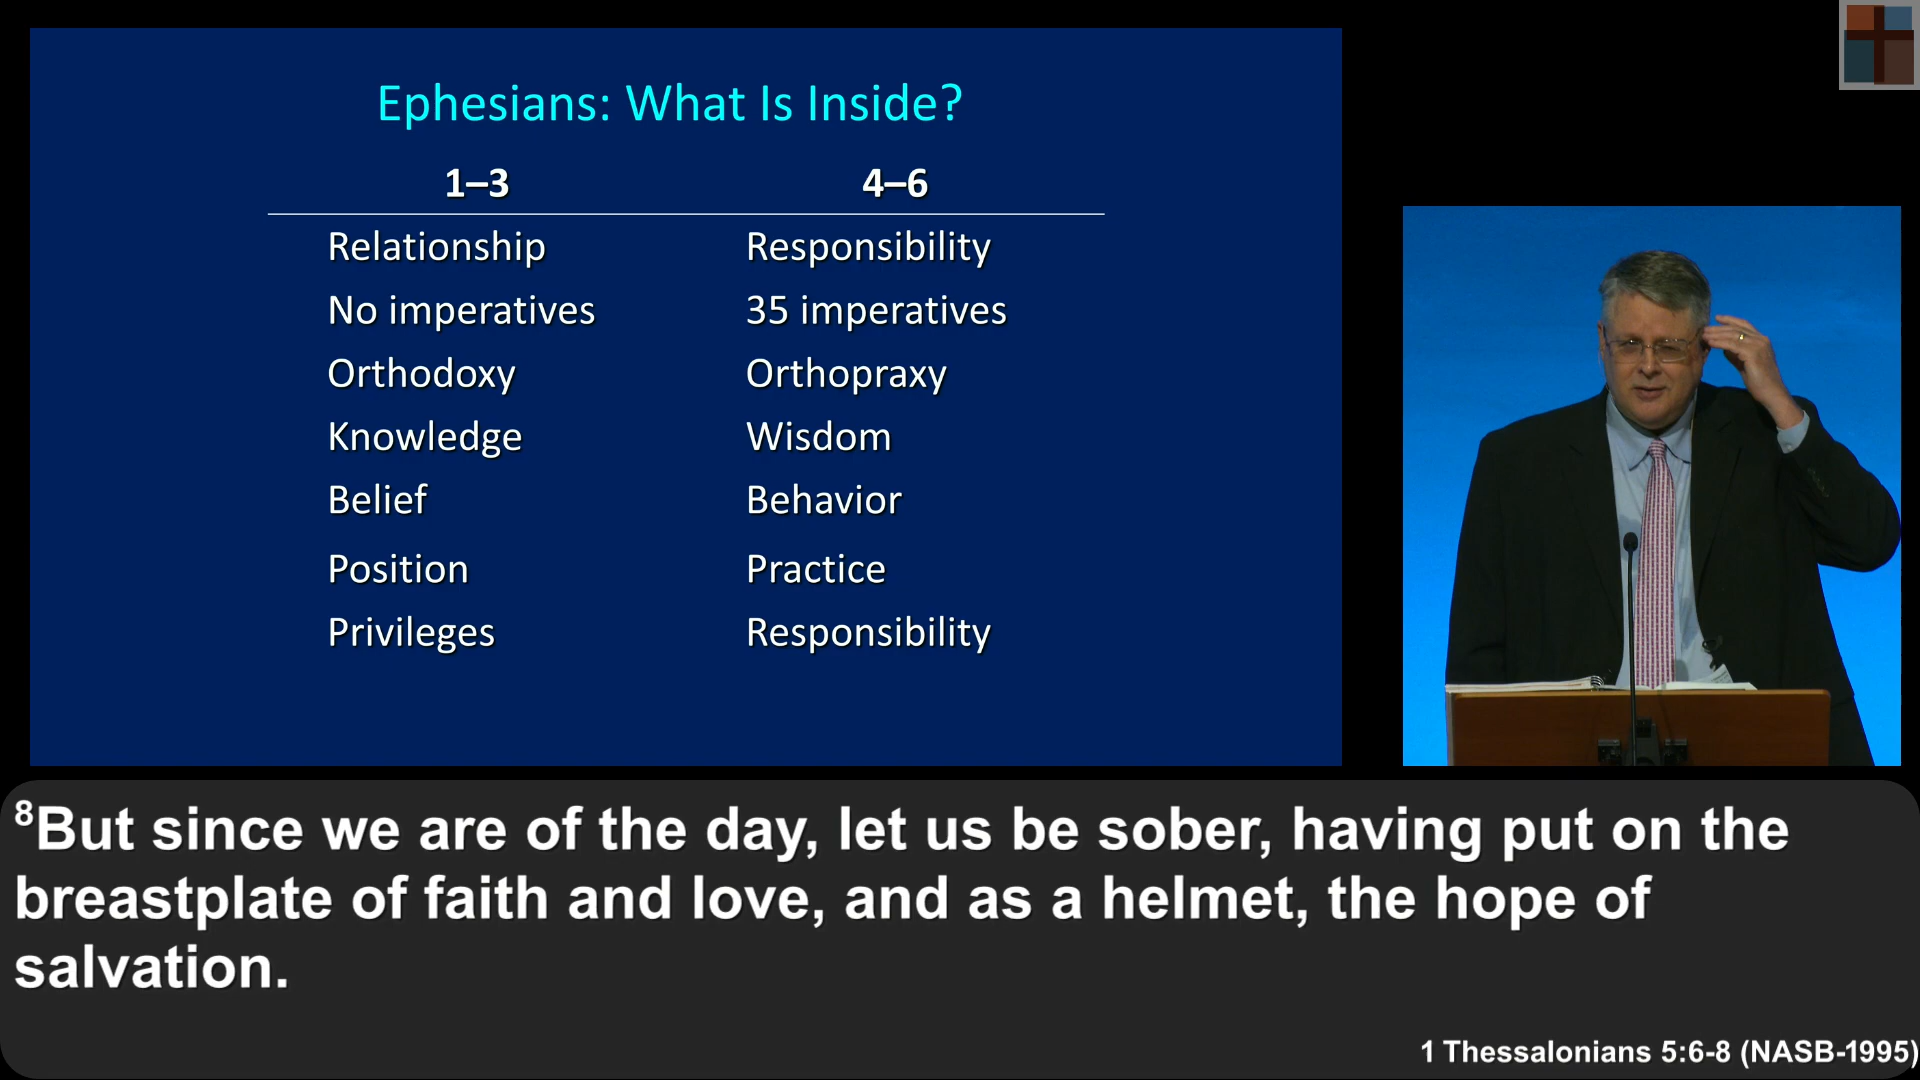 Ephesians: What Is Inside?
1–3 4–6
Relationship Responsibility
No imperatives 35 imperatives
Orthodoxy Orthopraxy
Knowledge Wisdom
Belief Behavior
Position Practice
Privileges Responsibility
8But since we are of the day, let us be sober, having put on the
breastplate of faith and love, and as a helmet, the hope of
salvation.
1 Thessalonians 5:6-8 (NASB-1995)